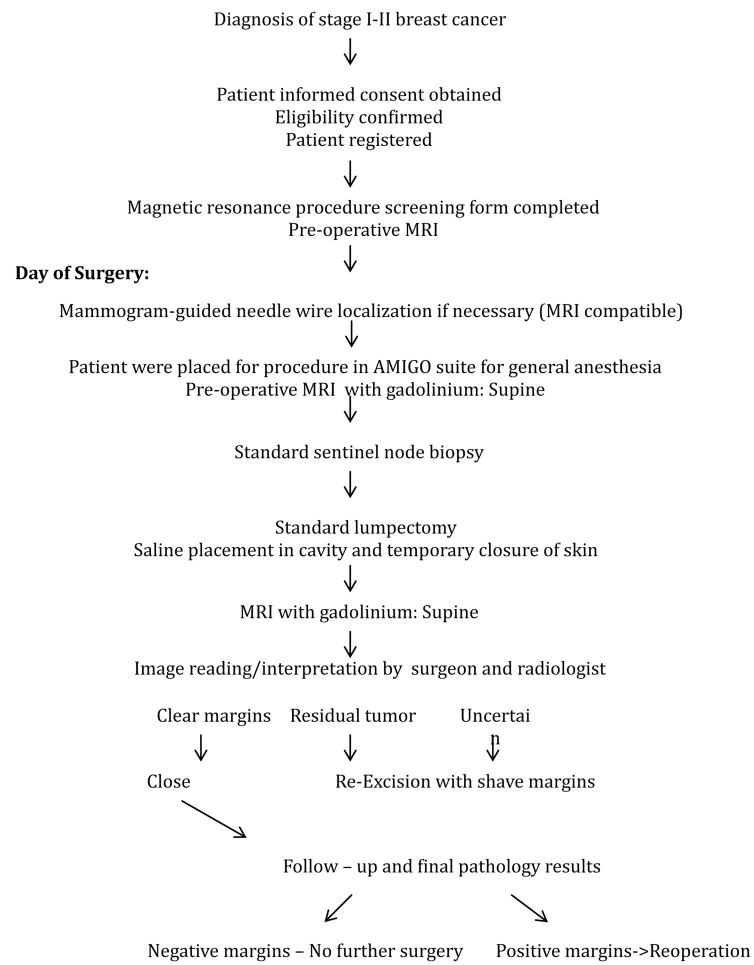 Diagnosis of stage I-II breast cancer
Patient informed consent obtained
Eligibility confirmed
Patient registered
Magnetic resonance procedure screening form completed
Pre-operative MRI
Day of Surgery:
Mammogram-guided needle wire localization if necessary (MRI compatible)
Patient were placed for procedure in AMIGO suite for general anesthesia
Pre-operative MRI with gadolinium: Supine
Standard sentinel node biopsy
Standard lumpectomy
Saline placement in cavity and temporary closure of skin
MRI with gadolinium: Supine
Image reading/interpretation by surgeon and radiologist
Clear margins Residual tumor Uncertai
n
Close Re-Excision with shave margins
Follow – up and final pathology results
Negative margins – No further surgery Positive margins->Reoperation